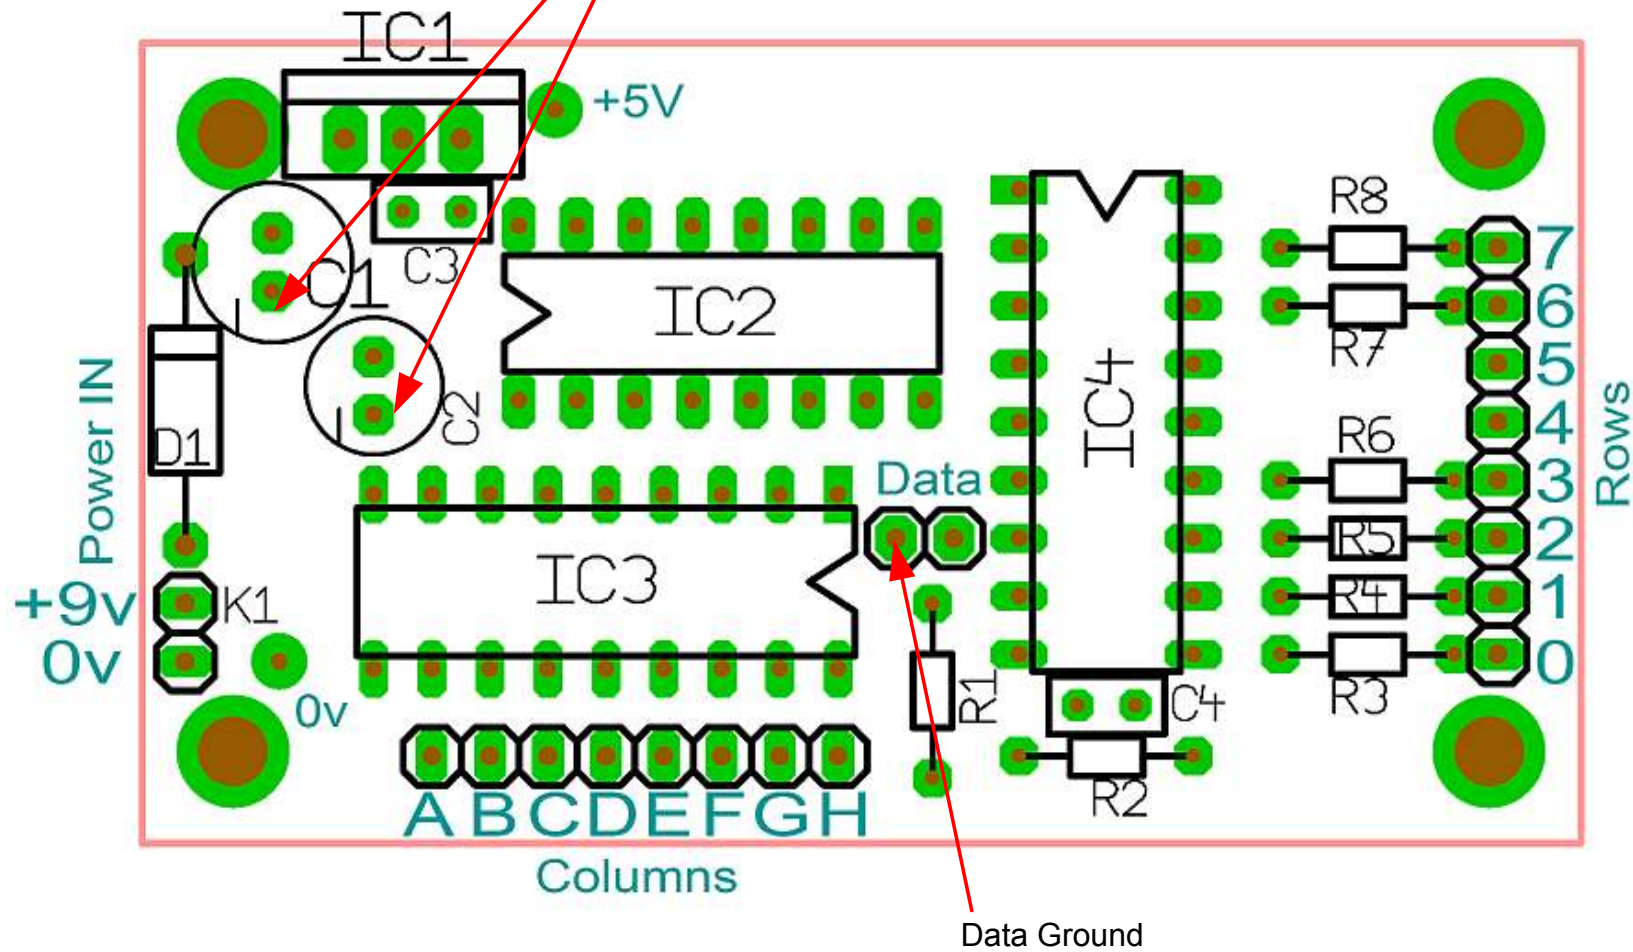 IC1
+5V
C3
C1
IC2
C2
Power IN
D1
IC4
R8
7
6
R7
5
4
R6
3
Rows
Data
R5
2
IC3
+9v
K1
R4
1
0v
0
0v
R1
C4
R3
R2
A B C D E F G H
Columns
Data Ground